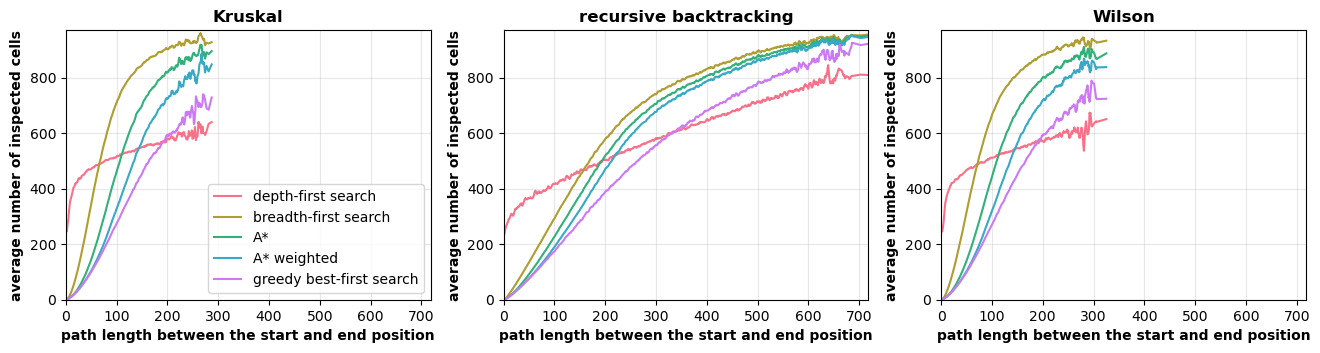 Kruskal
average number of inspected cells
800
600
400
200
0
0 100 200 300 400 500 600 700
path length between the start and end position
depth-first search
breadth-first search
A*
A* weighted
greedy best-first search
recursive backtracking
average number of inspected cells
800
600
400
200
0
0 100 200 300 400 500 600 700
path length between the start and end position
Wilson
average number of inspected cells
800
600
400
200
0
0 100 200 300 400 500 600 700
path length between the start and end position